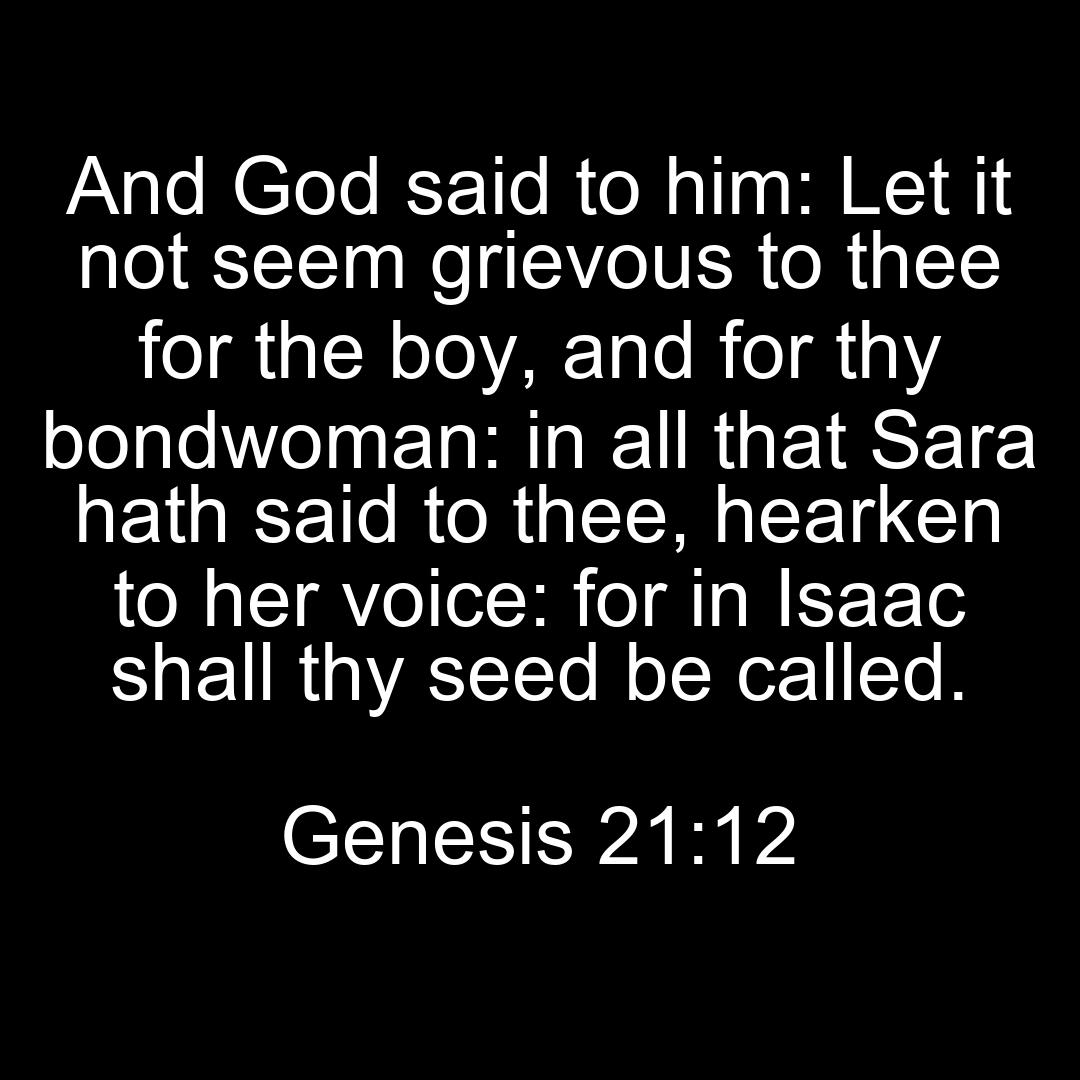 And God said to him: Let it
not seem grievous to thee
for the boy, and for thy
bondwoman: in all that Sara
hath said to thee, hearken
to her voice: for in Isaac
shall thy seed be called.
Genesis 21:12